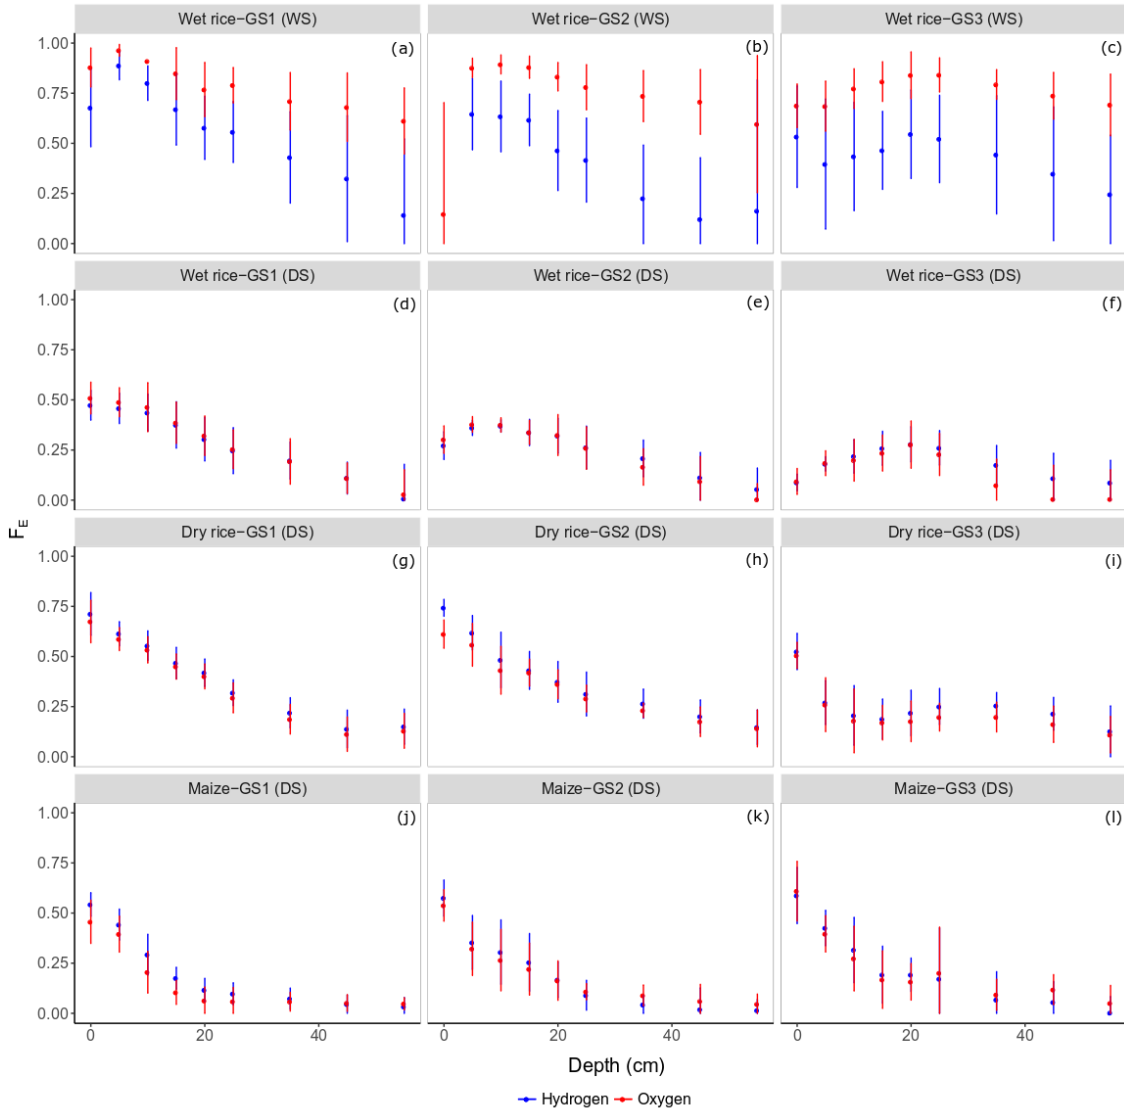 Wet rice−GS1 (WS) Wet rice−GS2 (WS) Wet rice−GS3 (WS)
1.00 (a) (b) (c)
0.75
0.50
0.25
0.00
Wet rice−GS1 (DS) Wet rice−GS2 (DS) Wet rice−GS3 (DS)
1.00 (d) (e) (f)
0.75
0.50
0.25
0.00
F_E
Dry rice−GS1 (DS) Dry rice−GS2 (DS) Dry rice−GS3 (DS)
1.00 (g) (h) (i)
0.75
0.50
0.25
0.00
Maize−GS1 (DS) Maize−GS2 (DS) Maize−GS3 (DS)
1.00 (j) (k) (l)
0.75
0.50
0.25
0.00
0 20 40 0 20 40 0 20 40
Depth (cm)
Hydrogen Oxygen